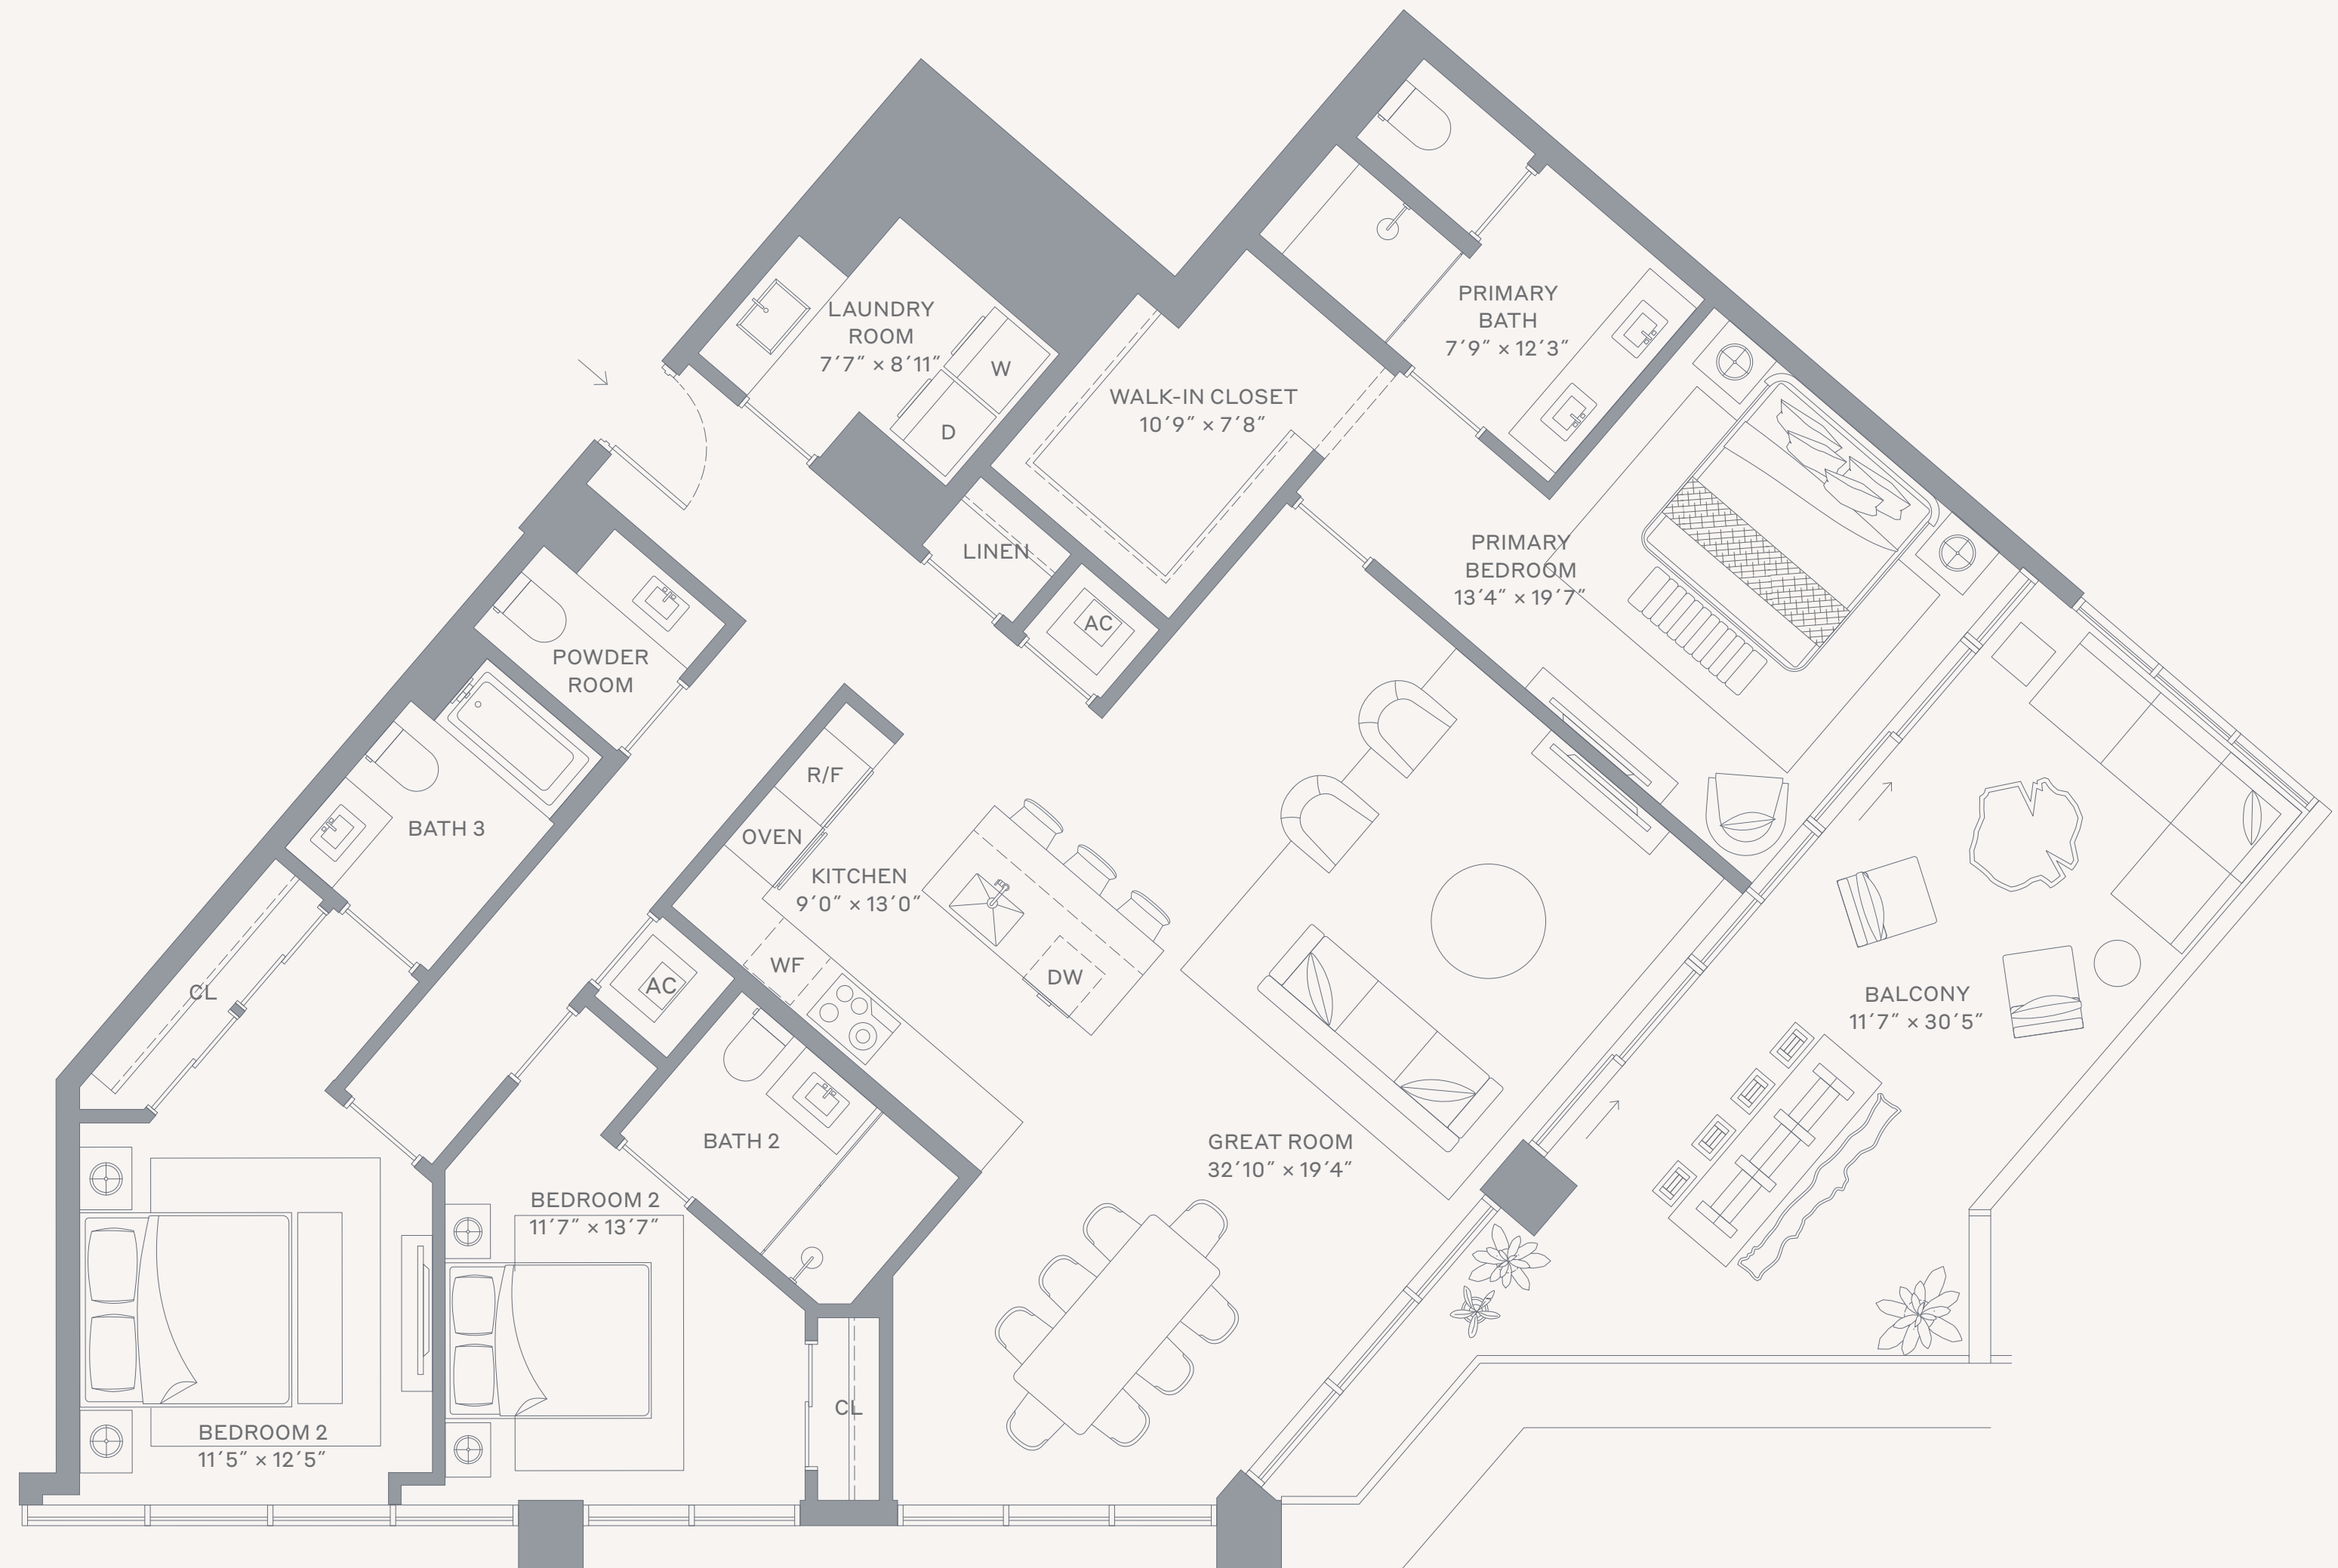 LAUNDRY
ROOM
7′7″ × 8′11″
W
D
PRIMARY
BATH
7′9″ × 12′3″
WALK-IN CLOSET
10′9″ × 7′8″
LINEN
AC
PRIMARY
BEDROOM
13′4″ × 19′7″
POWDER
ROOM
R/F
OVEN
BATH 3
KITCHEN
9′0″ × 13′0″
WF
DW
AC
CL
BALCONY
11′7″ × 30′5″
BATH 2
GREAT ROOM
32′10″ × 19′4″
BEDROOM 2
11′7″ × 13′7″
CL
BEDROOM 2
11′5″ × 12′5″